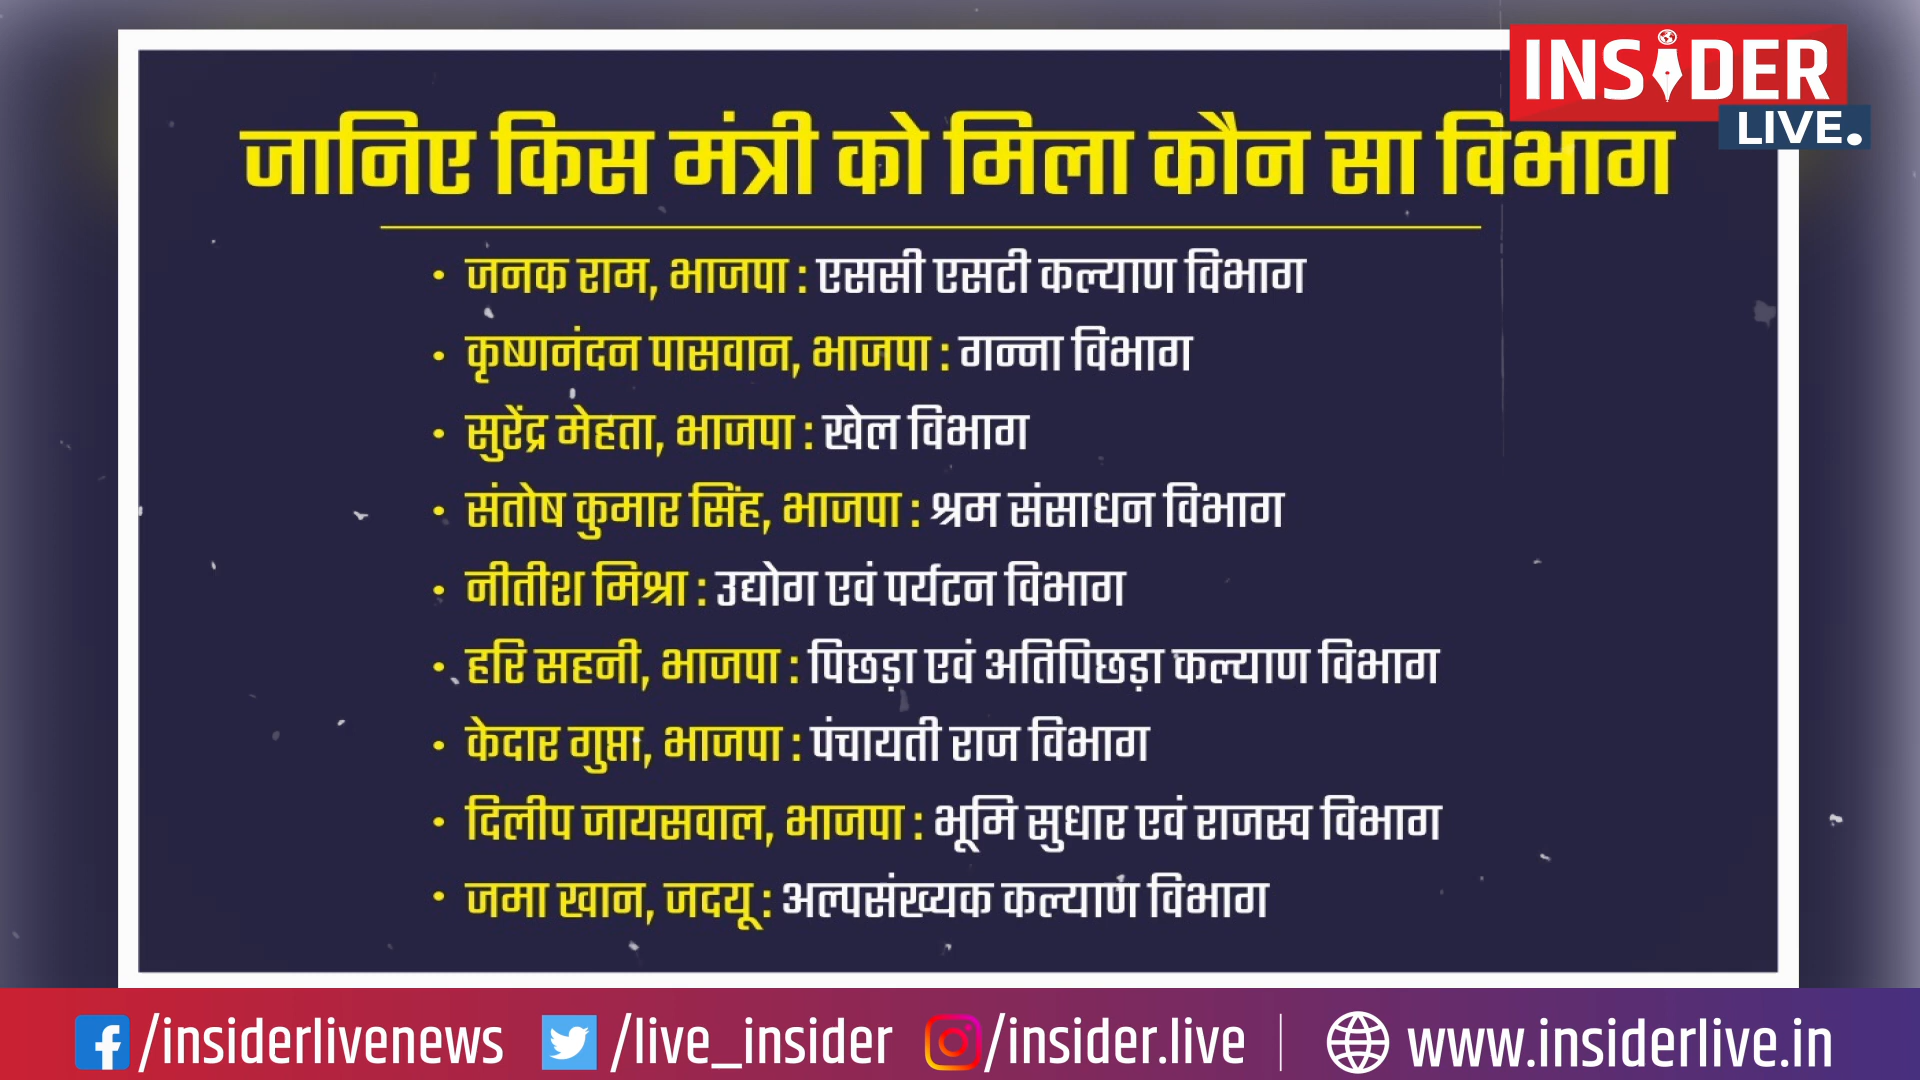 INSIDER
LIVE.
जानिए किस मंत्री को मिला कौन सा विभाग
• जनक राम, भाजपा : एससी एसटी कल्याण विभाग
• कृष्णनंदन पासवान, भाजपा : गन्ना विभाग
• सुरेंद्र मेहता, भाजपा : खेल विभाग
• संतोष कुमार सिंह, भाजपा : श्रम संसाधन विभाग
• नीतीश मिश्रा : उद्योग एवं पर्यटन विभाग
• हरि सहनी, भाजपा : पिछड़ा एवं अतिपिछड़ा कल्याण विभाग
• केदार गुप्ता, भाजपा : पंचायती राज विभाग
• दिलीप जायसवाल, भाजपा : भूमि सुधार एवं राजस्व विभाग
• जमा खान, जदयू : अल्पसंख्यक कल्याण विभाग
/insiderlivenews /live_insider /insider.live | www.insiderlive.in